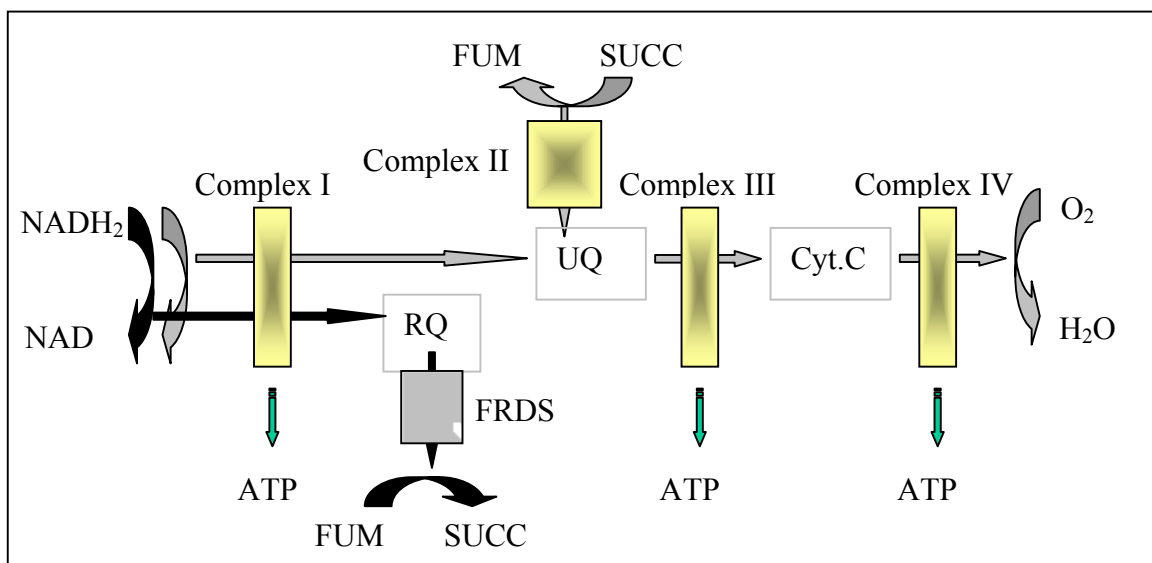 FUM SUCC
Complex II
Complex I Complex III Complex IV
NADH₂ O₂
UQ Cyt.C
NAD RQ H₂O
FRDS
ATP ATP ATP
FUM SUCC